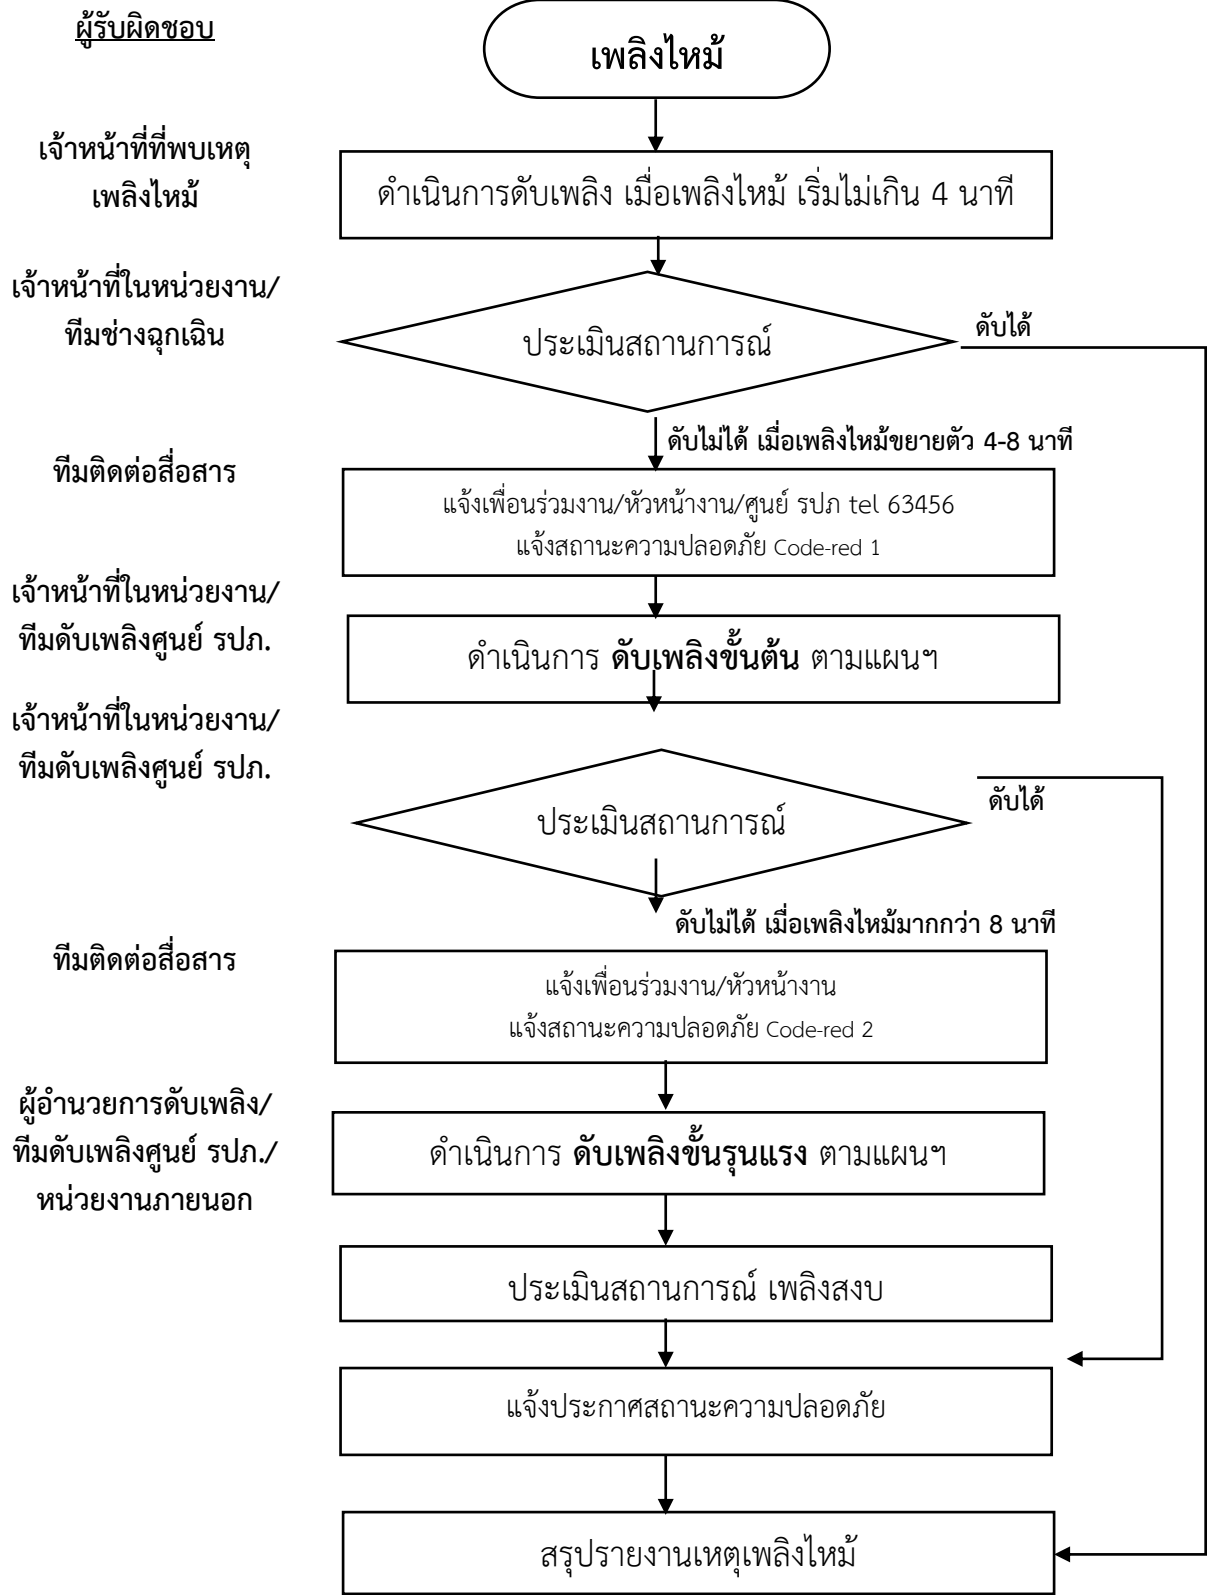 ผู้รับผิดชอบ
เพลิงไหม้
เจ้าหน้าที่ที่พบเหตุ
เพลิงไหม้
ดำเนินการดับเพลิง เมื่อเพลิงไหม้ เริ่มไม่เกิน 4 นาที
เจ้าหน้าที่ในหน่วยงาน/
ทีมช่างฉุกเฉิน
ประเมินสถานการณ์
ดับได้
ดับไม่ได้ เมื่อเพลิงไหม้ขยายตัว 4-8 นาที
ทีมติดต่อสื่อสาร
แจ้งเพื่อนร่วมงาน/หัวหน้างาน/ศูนย์ รปภ tel 63456
แจ้งสถานะความปลอดภัย Code-red 1
เจ้าหน้าที่ในหน่วยงาน/
ทีมดับเพลิงศูนย์ รปภ.
ดำเนินการ ดับเพลิงขั้นต้น ตามแผนฯ
เจ้าหน้าที่ในหน่วยงาน/
ทีมดับเพลิงศูนย์ รปภ.
ประเมินสถานการณ์
ดับได้
ดับไม่ได้ เมื่อเพลิงไหม้มากกว่า 8 นาที
ทีมติดต่อสื่อสาร
แจ้งเพื่อนร่วมงาน/หัวหน้างาน
แจ้งสถานะความปลอดภัย Code-red 2
ผู้อำนวยการดับเพลิง/
ทีมดับเพลิงศูนย์ รปภ./
หน่วยงานภายนอก
ดำเนินการ ดับเพลิงขั้นรุนแรง ตามแผนฯ
ประเมินสถานการณ์ เพลิงสงบ
แจ้งประกาศสถานะความปลอดภัย
สรุปรายงานเหตุเพลิงไหม้